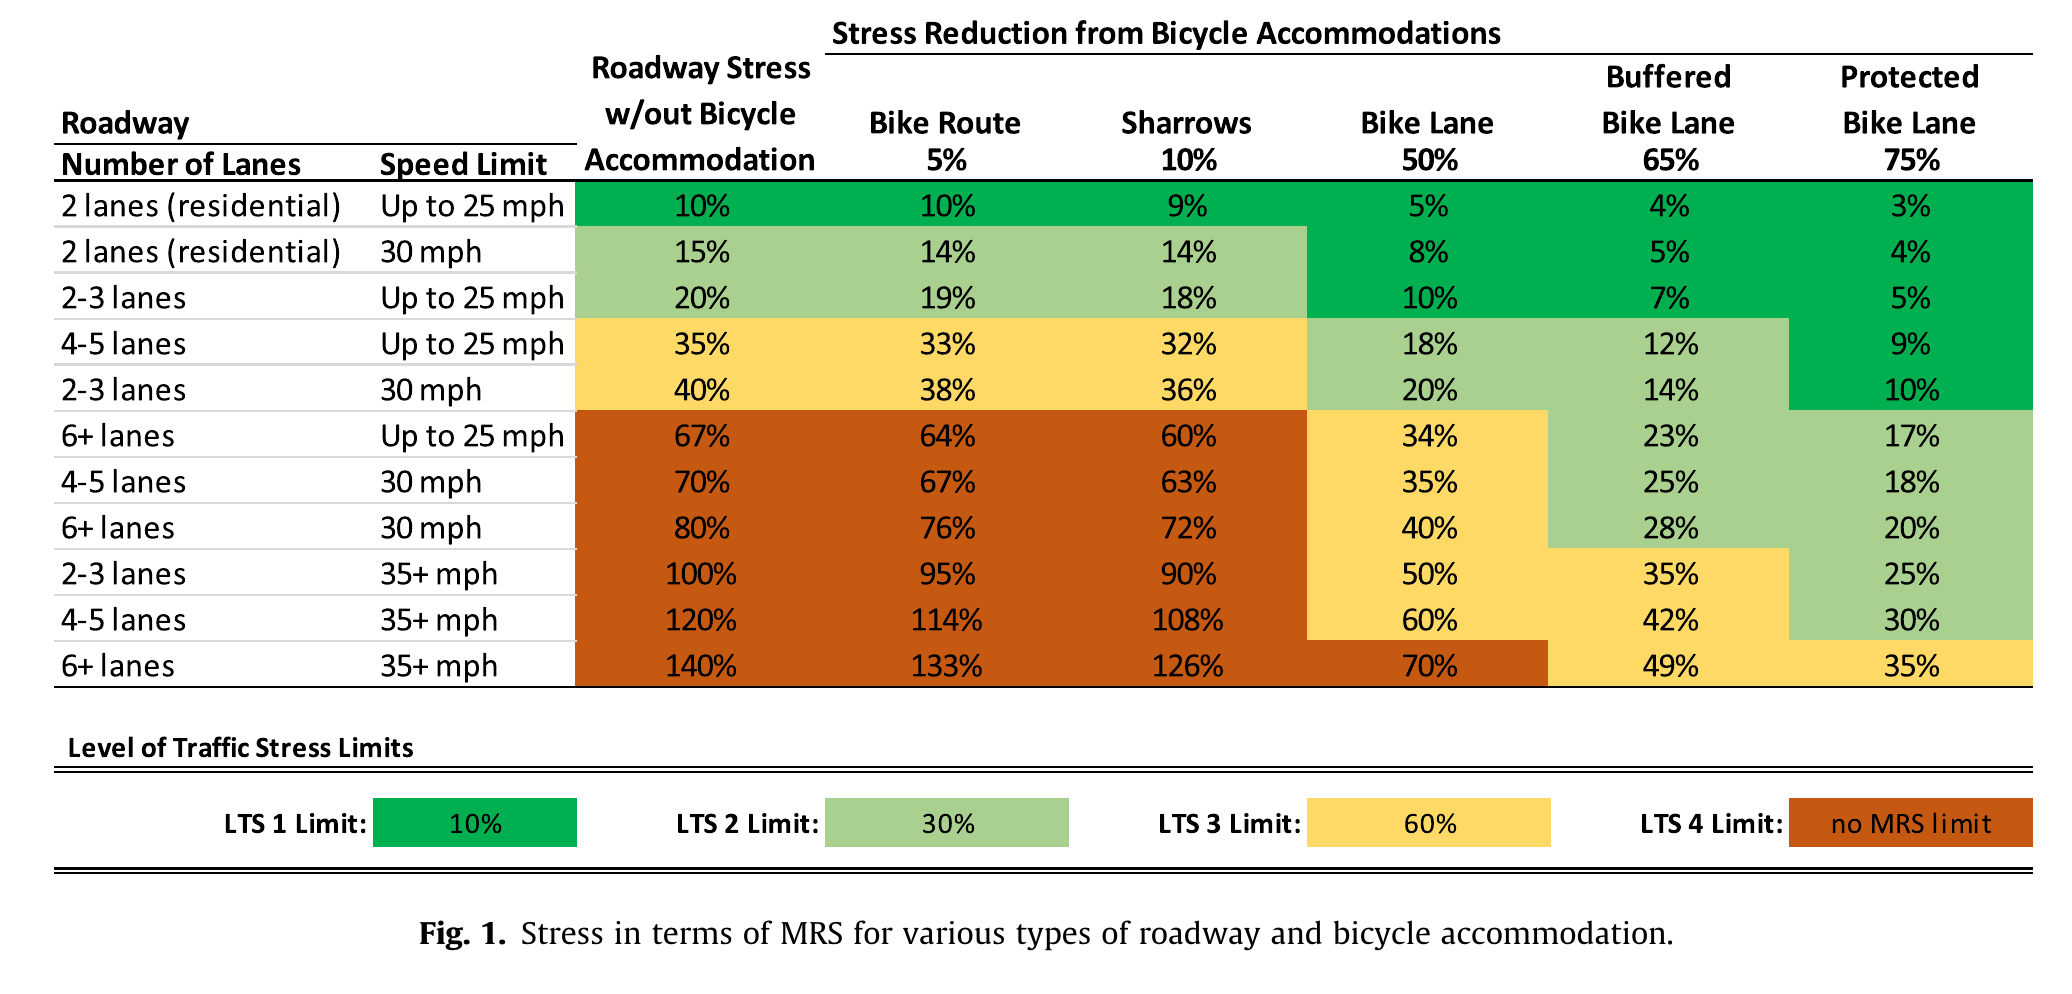 Stress Reduction from Bicycle Accommodations
Roadway Stress Buffered Protected
w/out Bicycle
Roadway Bike Route Sharrows Bike Lane Bike Lane Bike Lane
Number of Lanes Speed Limit Accommodation 5% 10% 50% 65% 75%
2 lanes (residential) Up to 25 mph 10% 10% 9% 5% 4% 3%
2 lanes (residential) 30 mph 15% 14% 14% 8% 5% 4%
2-3 lanes Up to 25 mph 20% 19% 18% 10% 7% 5%
4-5 lanes Up to 25 mph 35% 33% 32% 18% 12% 9%
2-3 lanes 30 mph 40% 38% 36% 20% 14% 10%
6+ lanes Up to 25 mph 67% 64% 60% 34% 23% 17%
4-5 lanes 30 mph 70% 67% 63% 35% 25% 18%
6+ lanes 30 mph 80% 76% 72% 40% 28% 20%
2-3 lanes 35+ mph 100% 95% 90% 50% 35% 25%
4-5 lanes 35+ mph 120% 114% 108% 60% 42% 30%
6+ lanes 35+ mph 140% 133% 126% 70% 49% 35%
Level of Traffic Stress Limits
LTS 1 Limit: 10% LTS 2 Limit: 30% LTS 3 Limit: 60% LTS 4 Limit: no MRS limit
Fig. 1. Stress in terms of MRS for various types of roadway and bicycle accommodation.